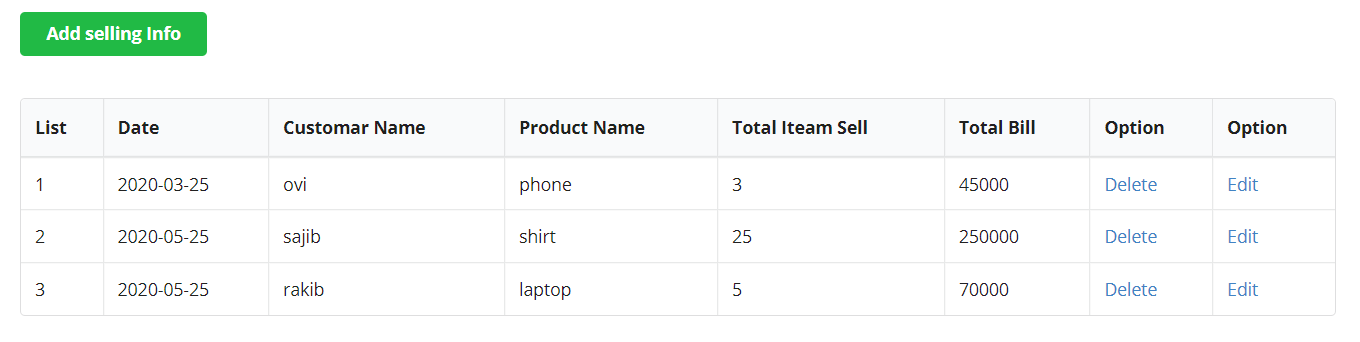 Add selling Info
List Date Customar Name Product Name Total Iteam Sell Total Bill Option Option
1 2020-03-25 ovi phone 3 45000 Delete Edit
2 2020-05-25 sajib shirt 25 250000 Delete Edit
3 2020-05-25 rakib laptop 5 70000 Delete Edit